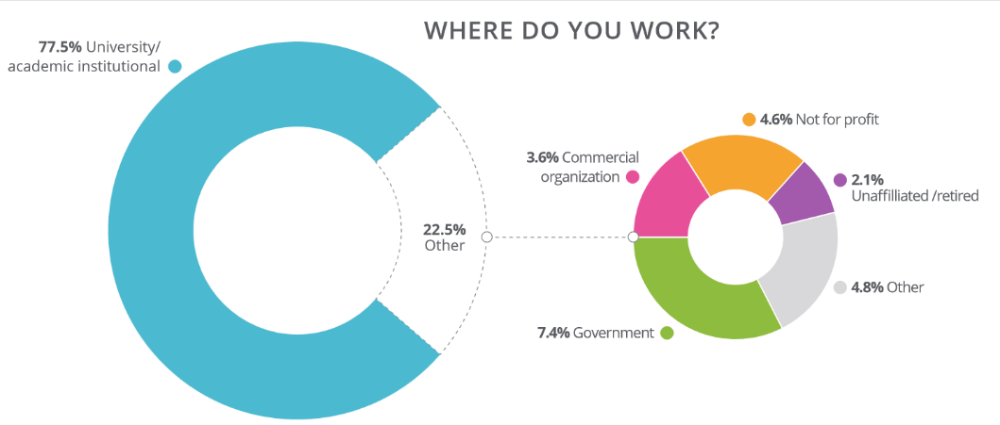 WHERE DO YOU WORK?
77.5% University/
academic institutional
22.5%
Other
4.6% Not for profit
3.6% Commercial
organization
2.1%
Unaffilliated /retired
4.8% Other
7.4% Government